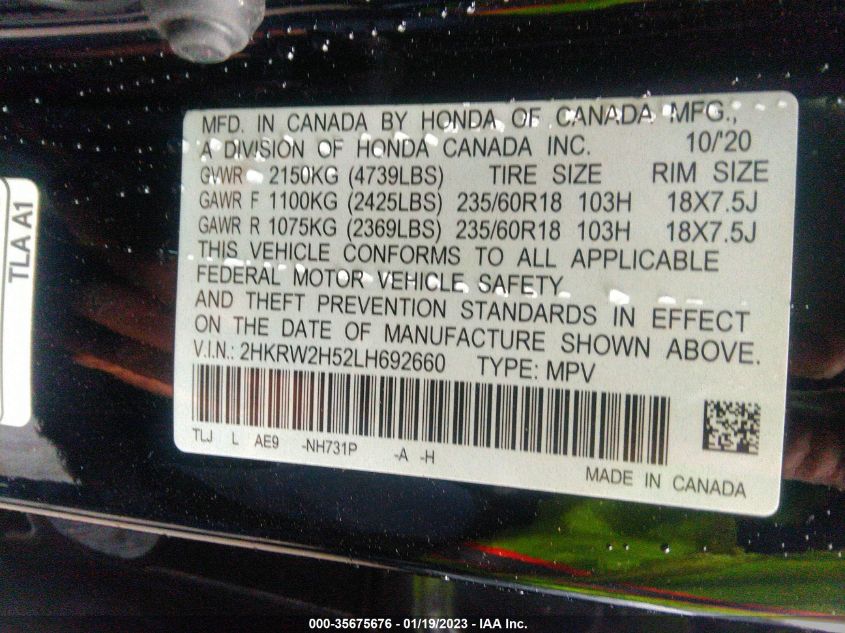 MFD. IN CANADA BY HONDA OF CANADA MFG.,
A DIVISION OF HONDA CANADA INC. 10/'20
GVWR 2150KG (4739LBS) TIRE SIZE RIM SIZE
GAWR F 1100KG (2425LBS) 235/60R18 103H 18X7.5J
GAWR R 1075KG (2369LBS) 235/60R18 103H 18X7.5J
THIS VEHICLE CONFORMS TO ALL APPLICABLE
FEDERAL MOTOR VEHICLE SAFETY
AND THEFT PREVENTION STANDARDS IN EFFECT
ON THE DATE OF MANUFACTURE SHOWN ABOVE.
V.I.N.: 2HKRW2H52LH692660 TYPE: MPV
TLJ L AE9 -NH731P -A -H
MADE IN CANADA
TLA A1
000-35675676 - 01/19/2023 - IAA Inc.